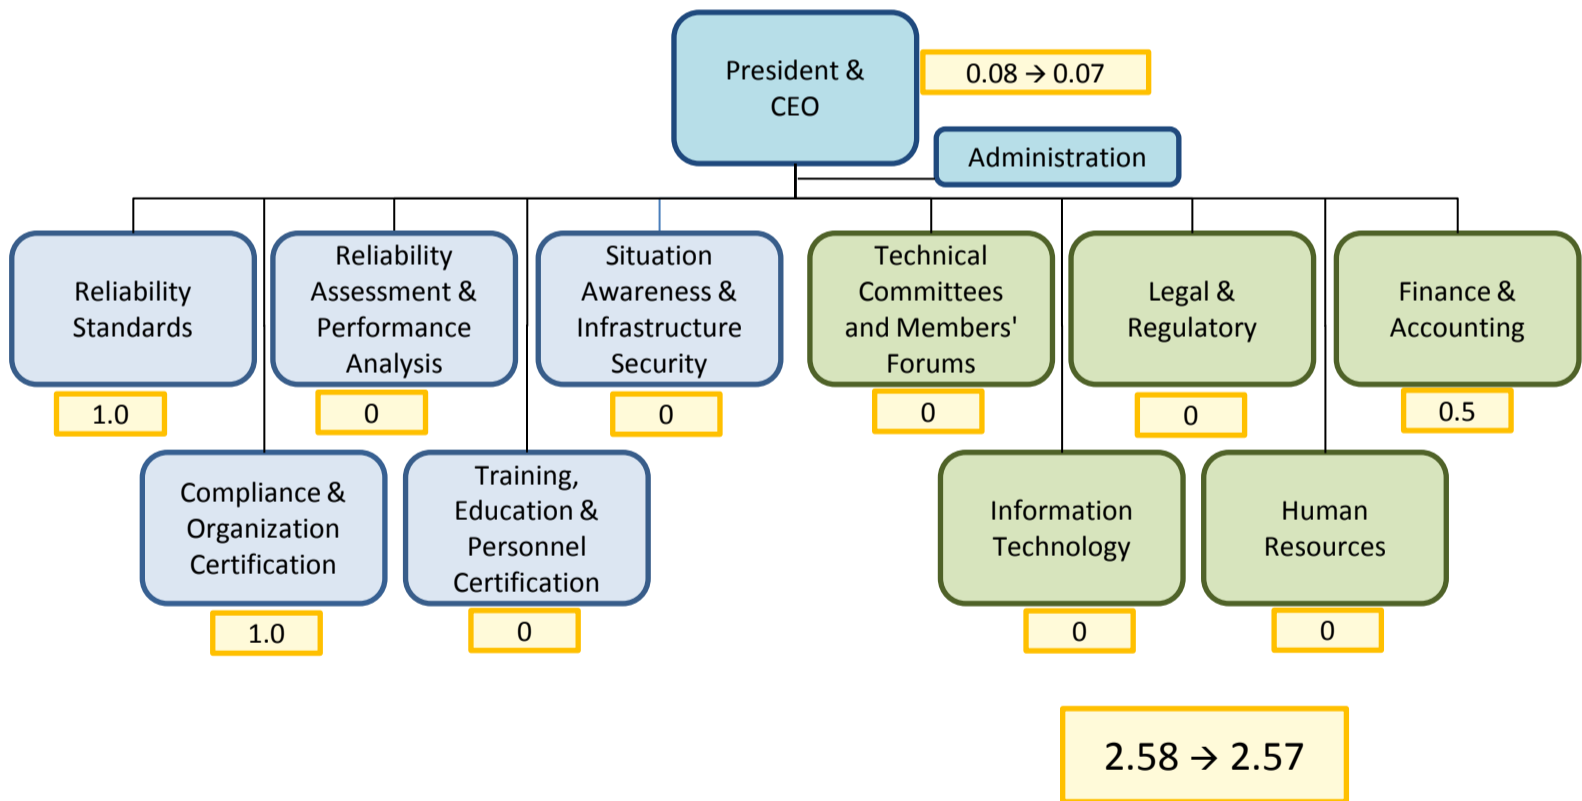 President &
CEO
0.08 → 0.07
Administration
Reliability
Standards
1.0
Reliability
Assessment &
Performance
Analysis
0
Situation
Awareness &
Infrastructure
Security
0
Technical
Committees
and Members'
Forums
0
Legal &
Regulatory
0
Finance &
Accounting
0.5
Compliance &
Organization
Certification
1.0
Training,
Education &
Personnel
Certification
0
Information
Technology
0
Human
Resources
0
2.58 → 2.57